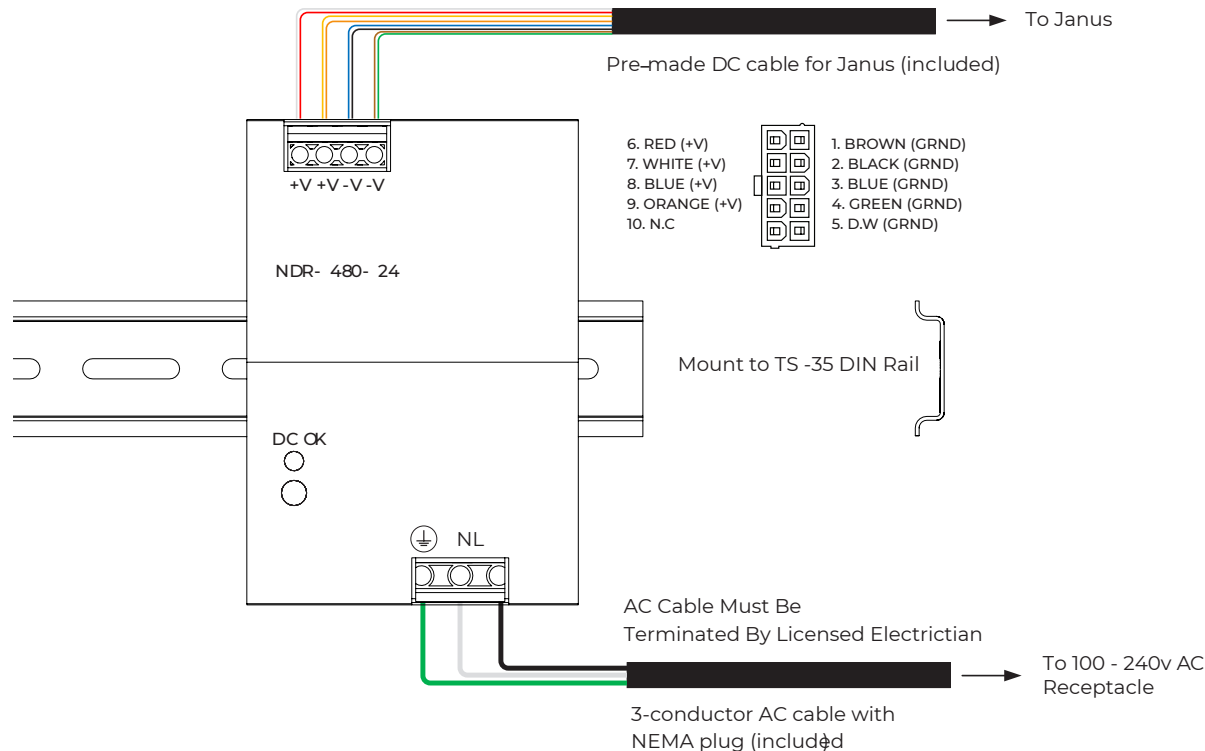 To Janus
Pre-made DC cable for Janus (included)
6. RED (+V)
7. WHITE (+V)
8. BLUE (+V)
9. ORANGE (+V)
10. N.C
1. BROWN (GRND)
2. BLACK (GRND)
3. BLUE (GRND)
4. GREEN (GRND)
5. D.W (GRND)
+V +V -V -V
NDR- 480- 24
Mount to TS -35 DIN Rail
DC OK
NL
AC Cable Must Be
Terminated By Licensed Electrictian
To 100 - 240v AC
Receptacle
3-conductor AC cable with
NEMA plug (included)